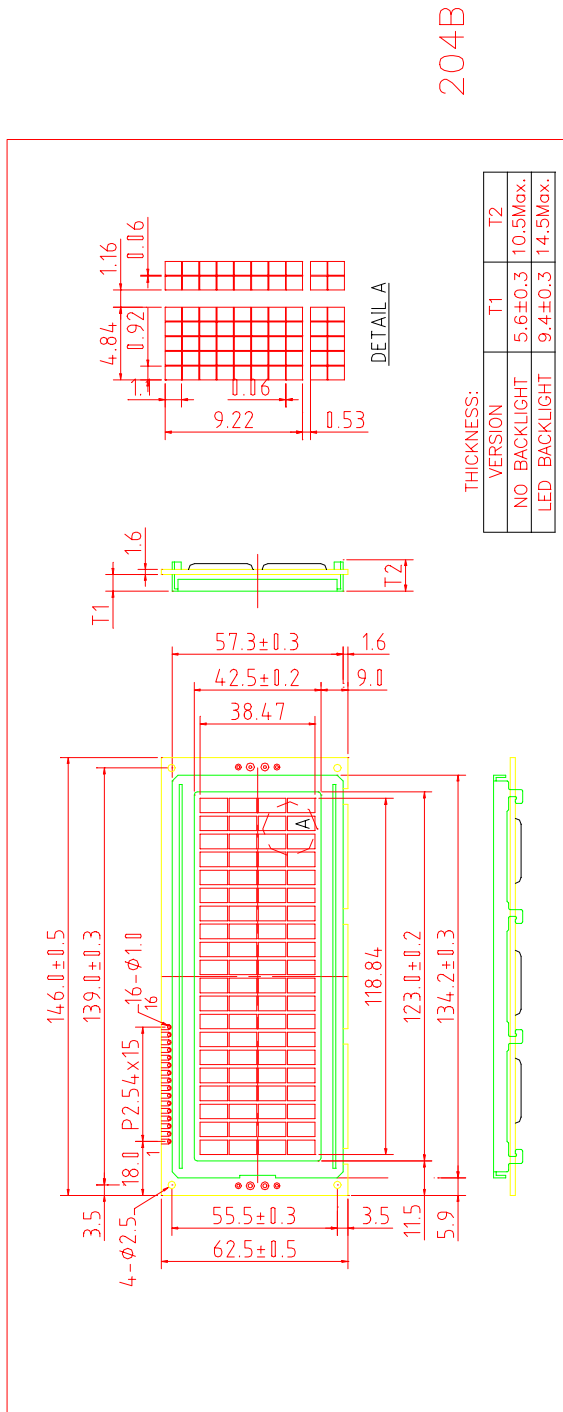 204B
1.16
0.06
4.84
0.92
0.06
9.22
0.53
DETAIL A
THICKNESS:
VERSION T1 T2
NO BACKLIGHT 5.6±0.3 10.5Max.
LED BACKLIGHT 9.4±0.3 14.5Max.
1.6
T1
T2
57.3±0.3
1.6
42.5±0.2
9.0
38.47
A
146.0±0.5
139.0±0.3
16-ϕ1.0
16
P2.54x15
18.0
1
3.5
4-ϕ2.5
118.84
123.0±0.2
134.2±0.3
55.5±0.3
3.5
62.5±0.5
11.5
5.9